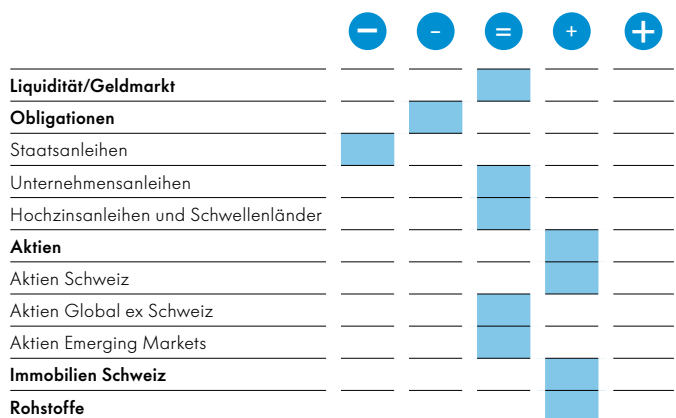 − – = + +
Liquidität/Geldmarkt
Obligationen
Staatsanleihen
Unternehmensanleihen
Hochzinsanleihen und Schwellenländer
Aktien
Aktien Schweiz
Aktien Global ex Schweiz
Aktien Emerging Markets
Immobilien Schweiz
Rohstoffe